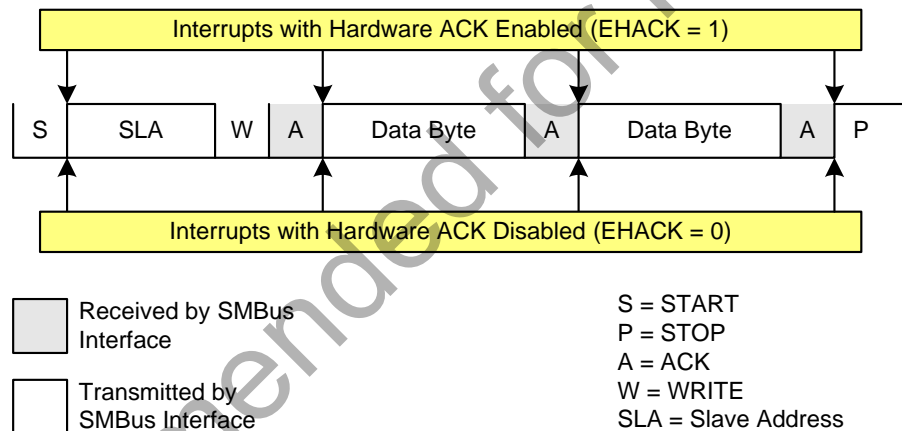 Interrupts with Hardware ACK Enabled (EHACK = 1)
S SLA W A Data Byte A Data Byte A P
Interrupts with Hardware ACK Disabled (EHACK = 0)
Received by SMBus
Interface
Transmitted by
SMBus Interface
S = START
P = STOP
A = ACK
W = WRITE
SLA = Slave Address